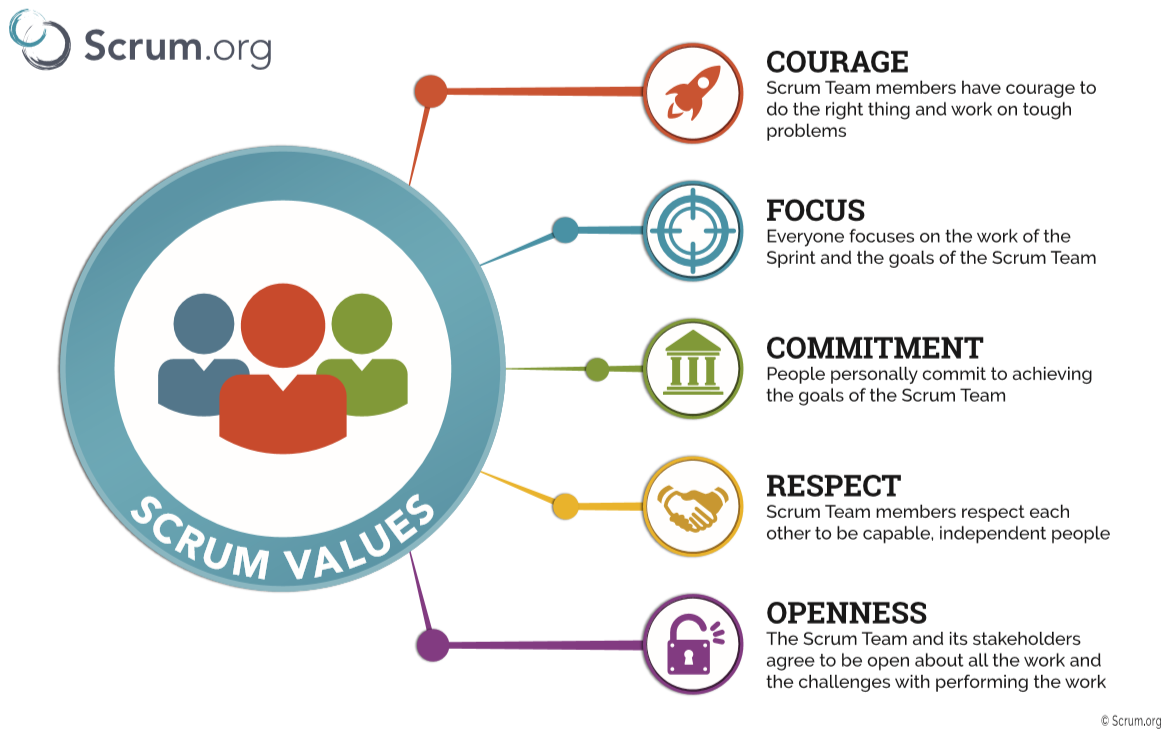 Scrum.org
COURAGE
Scrum Team members have courage to
do the right thing and work on tough
problems
FOCUS
Everyone focuses on the work of the
Sprint and the goals of the Scrum Team
COMMITMENT
People personally commit to achieving
the goals of the Scrum Team
RESPECT
Scrum Team members respect each
other to be capable, independent people
OPENNESS
The Scrum Team and its stakeholders
agree to be open about all the work and
the challenges with performing the work
SCRUM VALUES
© Scrum.org